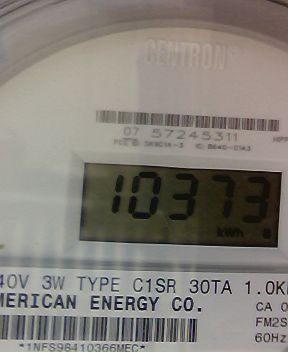 CENTRON®
07 57245311
10373
kWh
40V 3W TYPE C1SR 30TA 1.0K
MERICAN ENERGY CO.
CA 0
FM2S
60Hz
*1NFS98410366MEC*